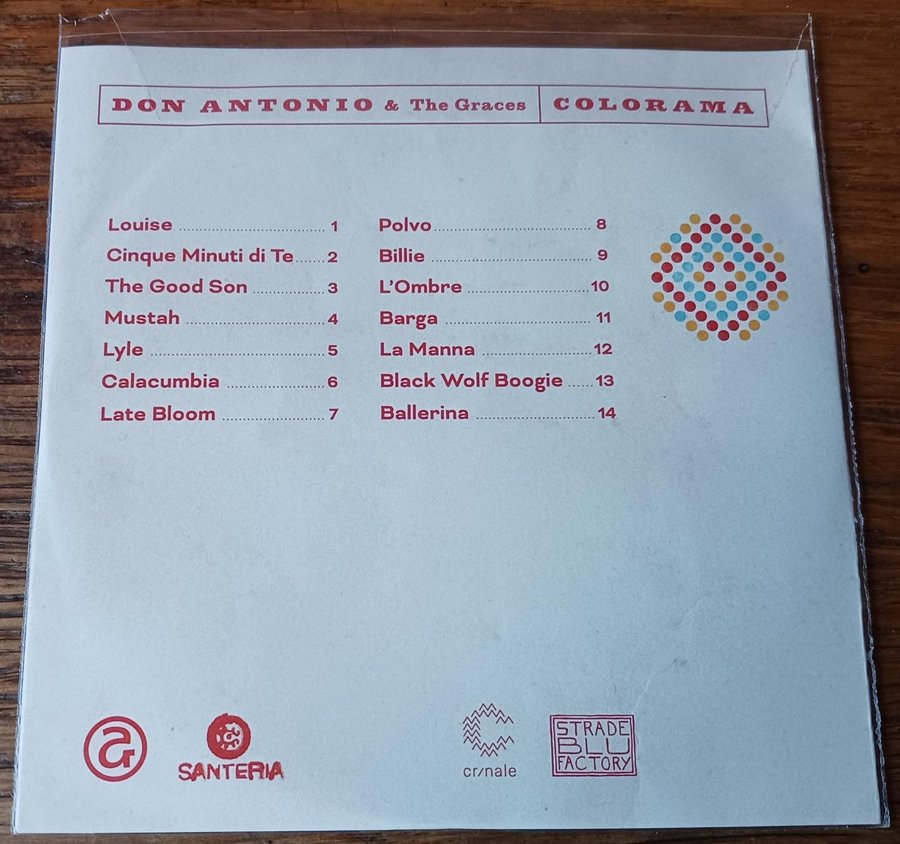 DON ANTONIO & The Graces COLORAMA
Louise ........................................ 1
Cinque Minuti di Te ...... 2
The Good Son .................... 3
Mustah ...................................... 4
Lyle ................................................ 5
Calacumbia ............................ 6
Late Bloom ............................. 7
Polvo .......................................... 8
Billie ............................................ 9
L'Ombre ................................. 10
Barga ....................................... 11
La Manna .............................. 12
Black Wolf Boogie ...... 13
Ballerina ............................... 14
SANTERIA
cr/nale
STRADE
BLU
FACTORY